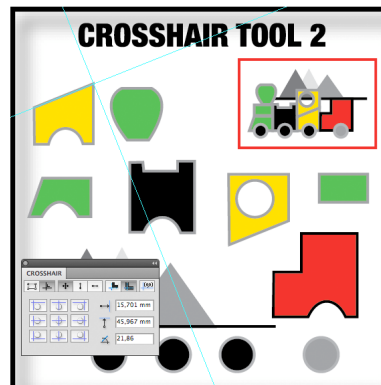 CROSSHAIR TOOL 2
CROSSHAIR
15,701 mm
45,967 mm
21,86